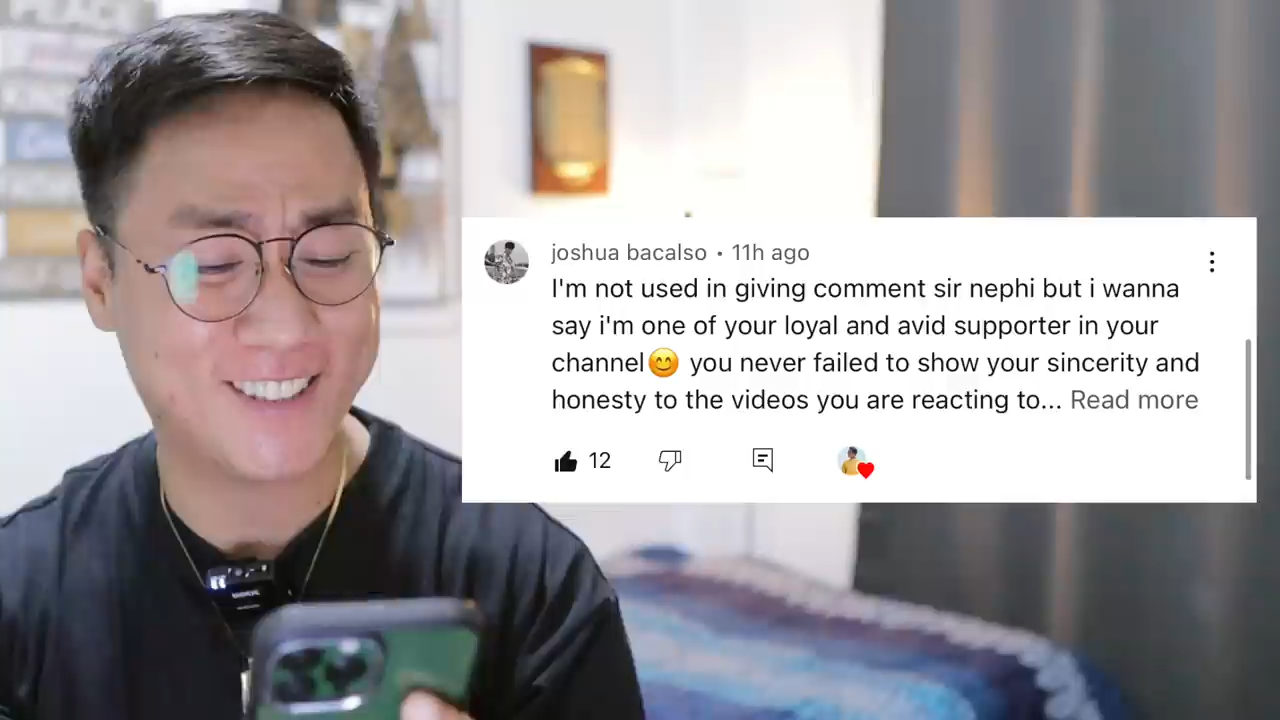 PEACE
joshua bacalso • 11h ago
I'm not used in giving comment sir nephi but i wanna
say i'm one of your loyal and avid supporter in your
channel😊 you never failed to show your sincerity and
honesty to the videos you are reacting to... Read more
12